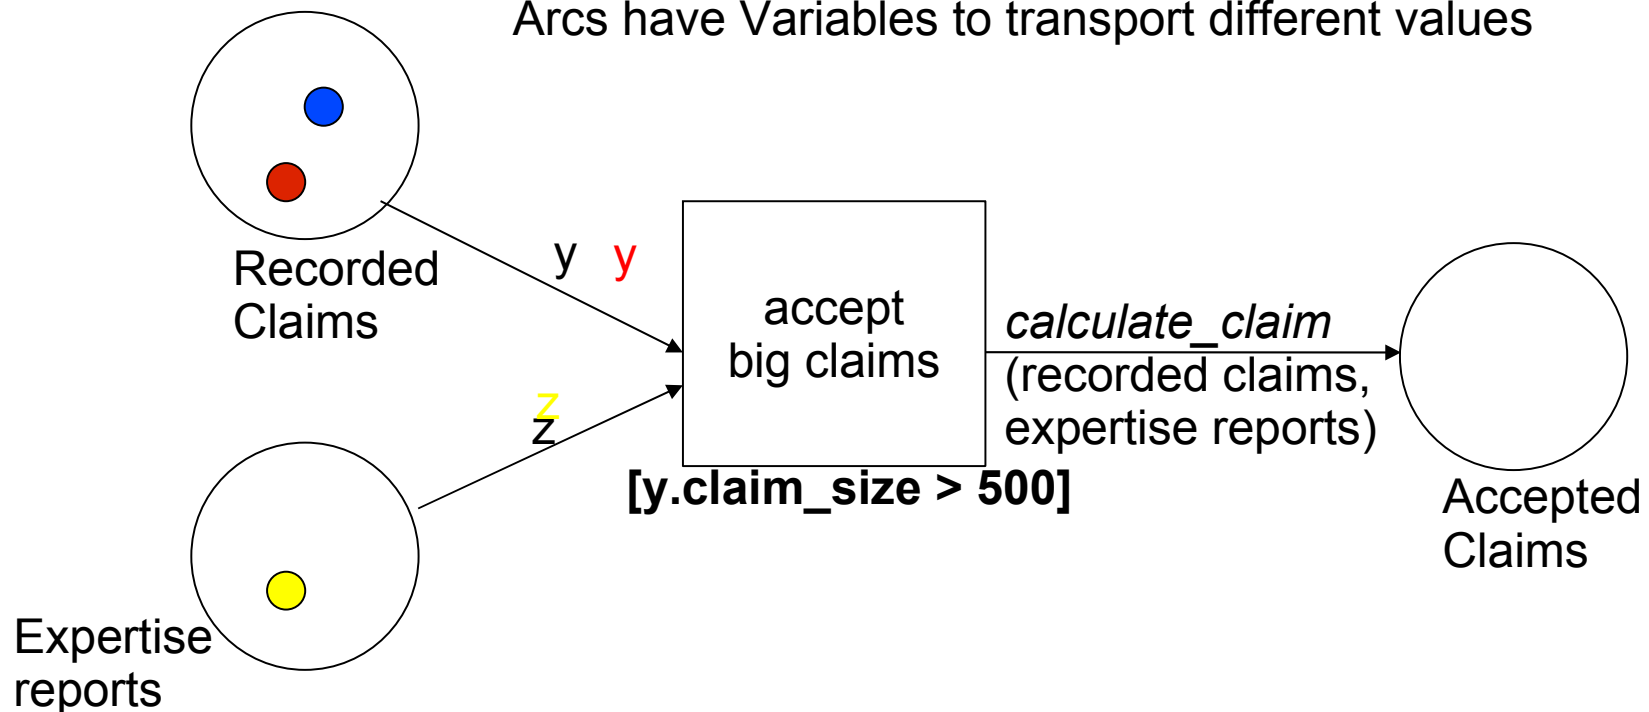 Arcs have Variables to transport different values
Recorded
Claims
y y
accept
big claims
calculate_claim
(recorded claims,
expertise reports)
z
z
[y.claim_size > 500]
Accepted
Claims
Expertise
reports